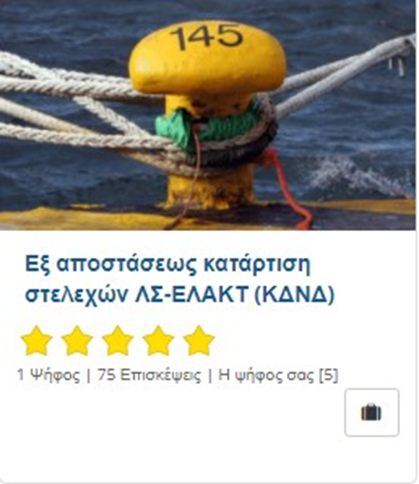 145
Εξ αποστάσεως κατάρτιση
στελεχών ΛΣ-ΕΛΑΚΤ (ΚΔΝΔ)
1 Ψήφος | 75 Επισκέψεις | Η ψήφος σας [5]